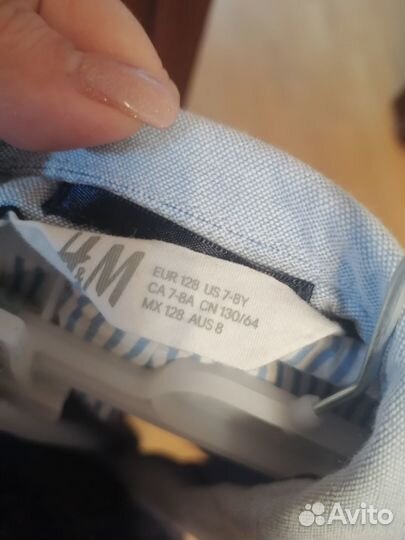 H&M
EUR 128 US 7-8Y
CA 7-8A CN 130/64
MX 128 AUS 8
Avito